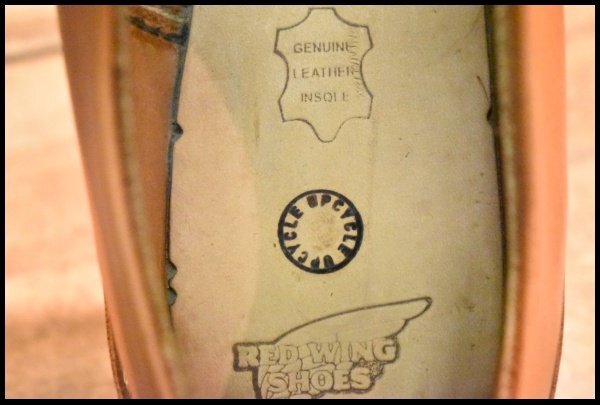 GENUINE
LEATHER
INSOLE
UPCYCLE UPCYCLE
RED WING
SHOES